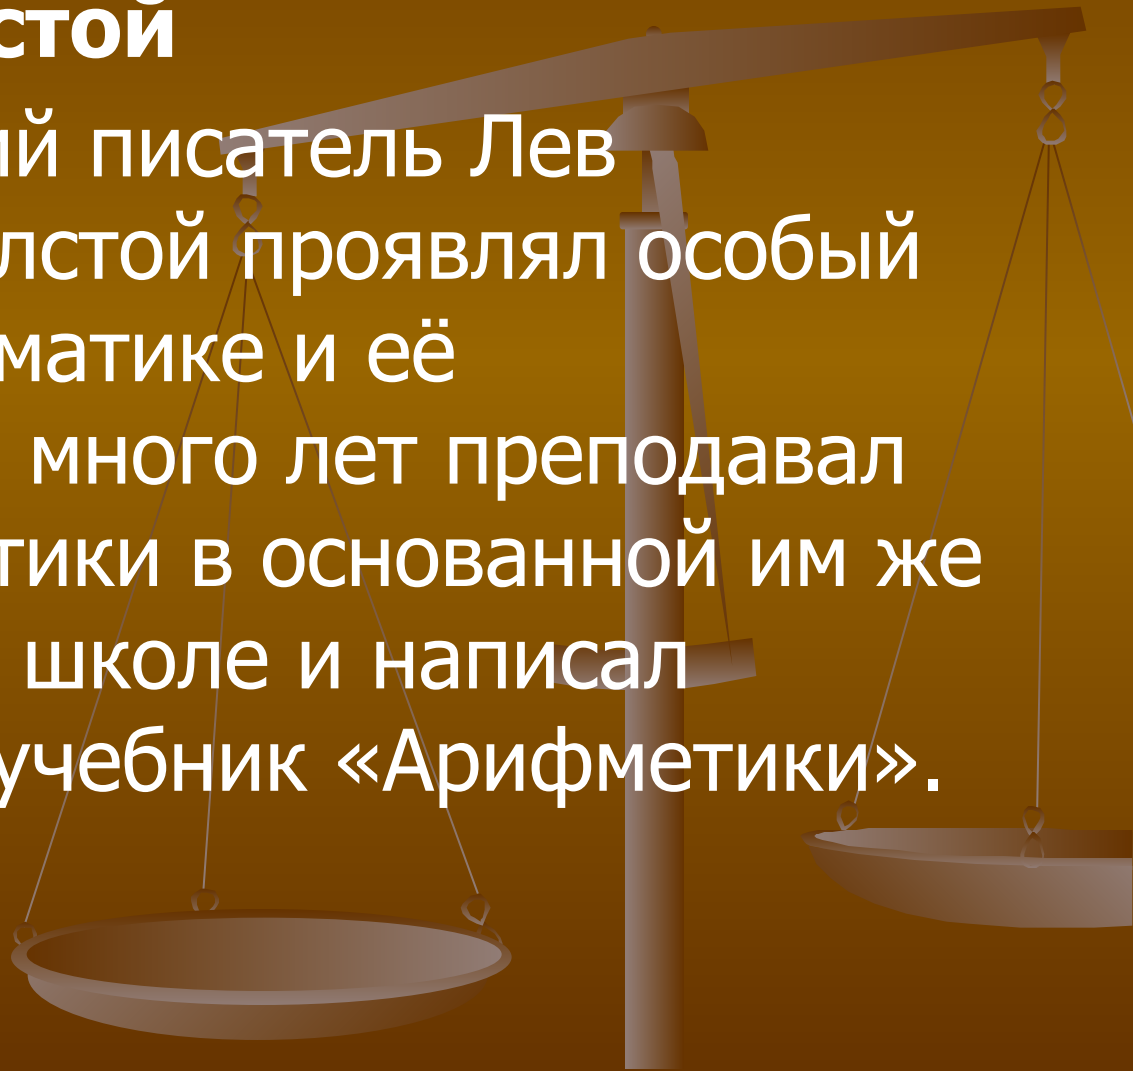 стой
ий писатель Лев
лстой проявлял особый
матике и её
много лет преподавал
тики в основанной им же
школе и написал
учебник «Арифметики».